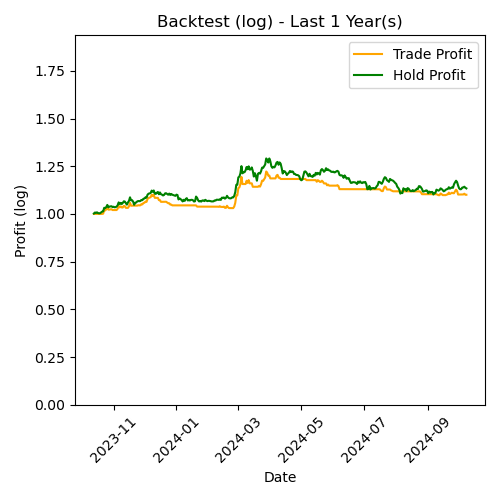 Backtest (log) - Last 1 Year(s)
Trade Profit
Hold Profit
Profit (log)
1.75
1.50
1.25
1.00
0.75
0.50
0.25
0.00
2023-11
2024-01
2024-03
2024-05
2024-07
2024-09
Date